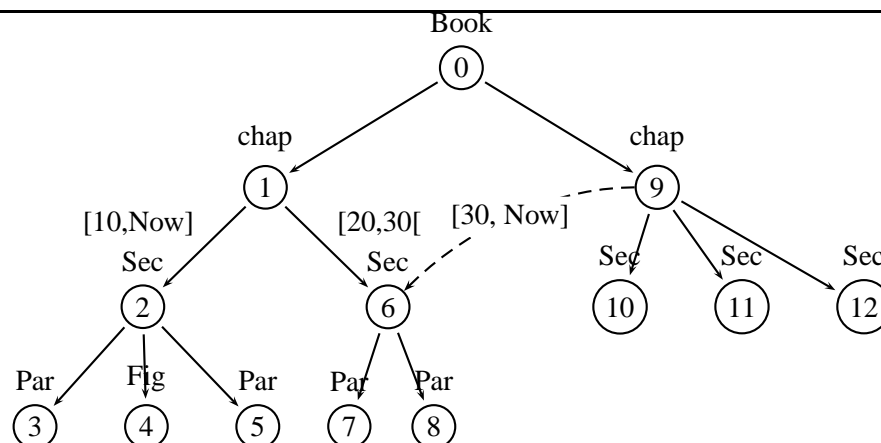 Book
0
chap chap
1 9
[10,Now] [20,30[ [30, Now]
Sec Sec Sec Sec Sec
2 6 10 11 12
Par Fig Par Par Par
3 4 5 7 8